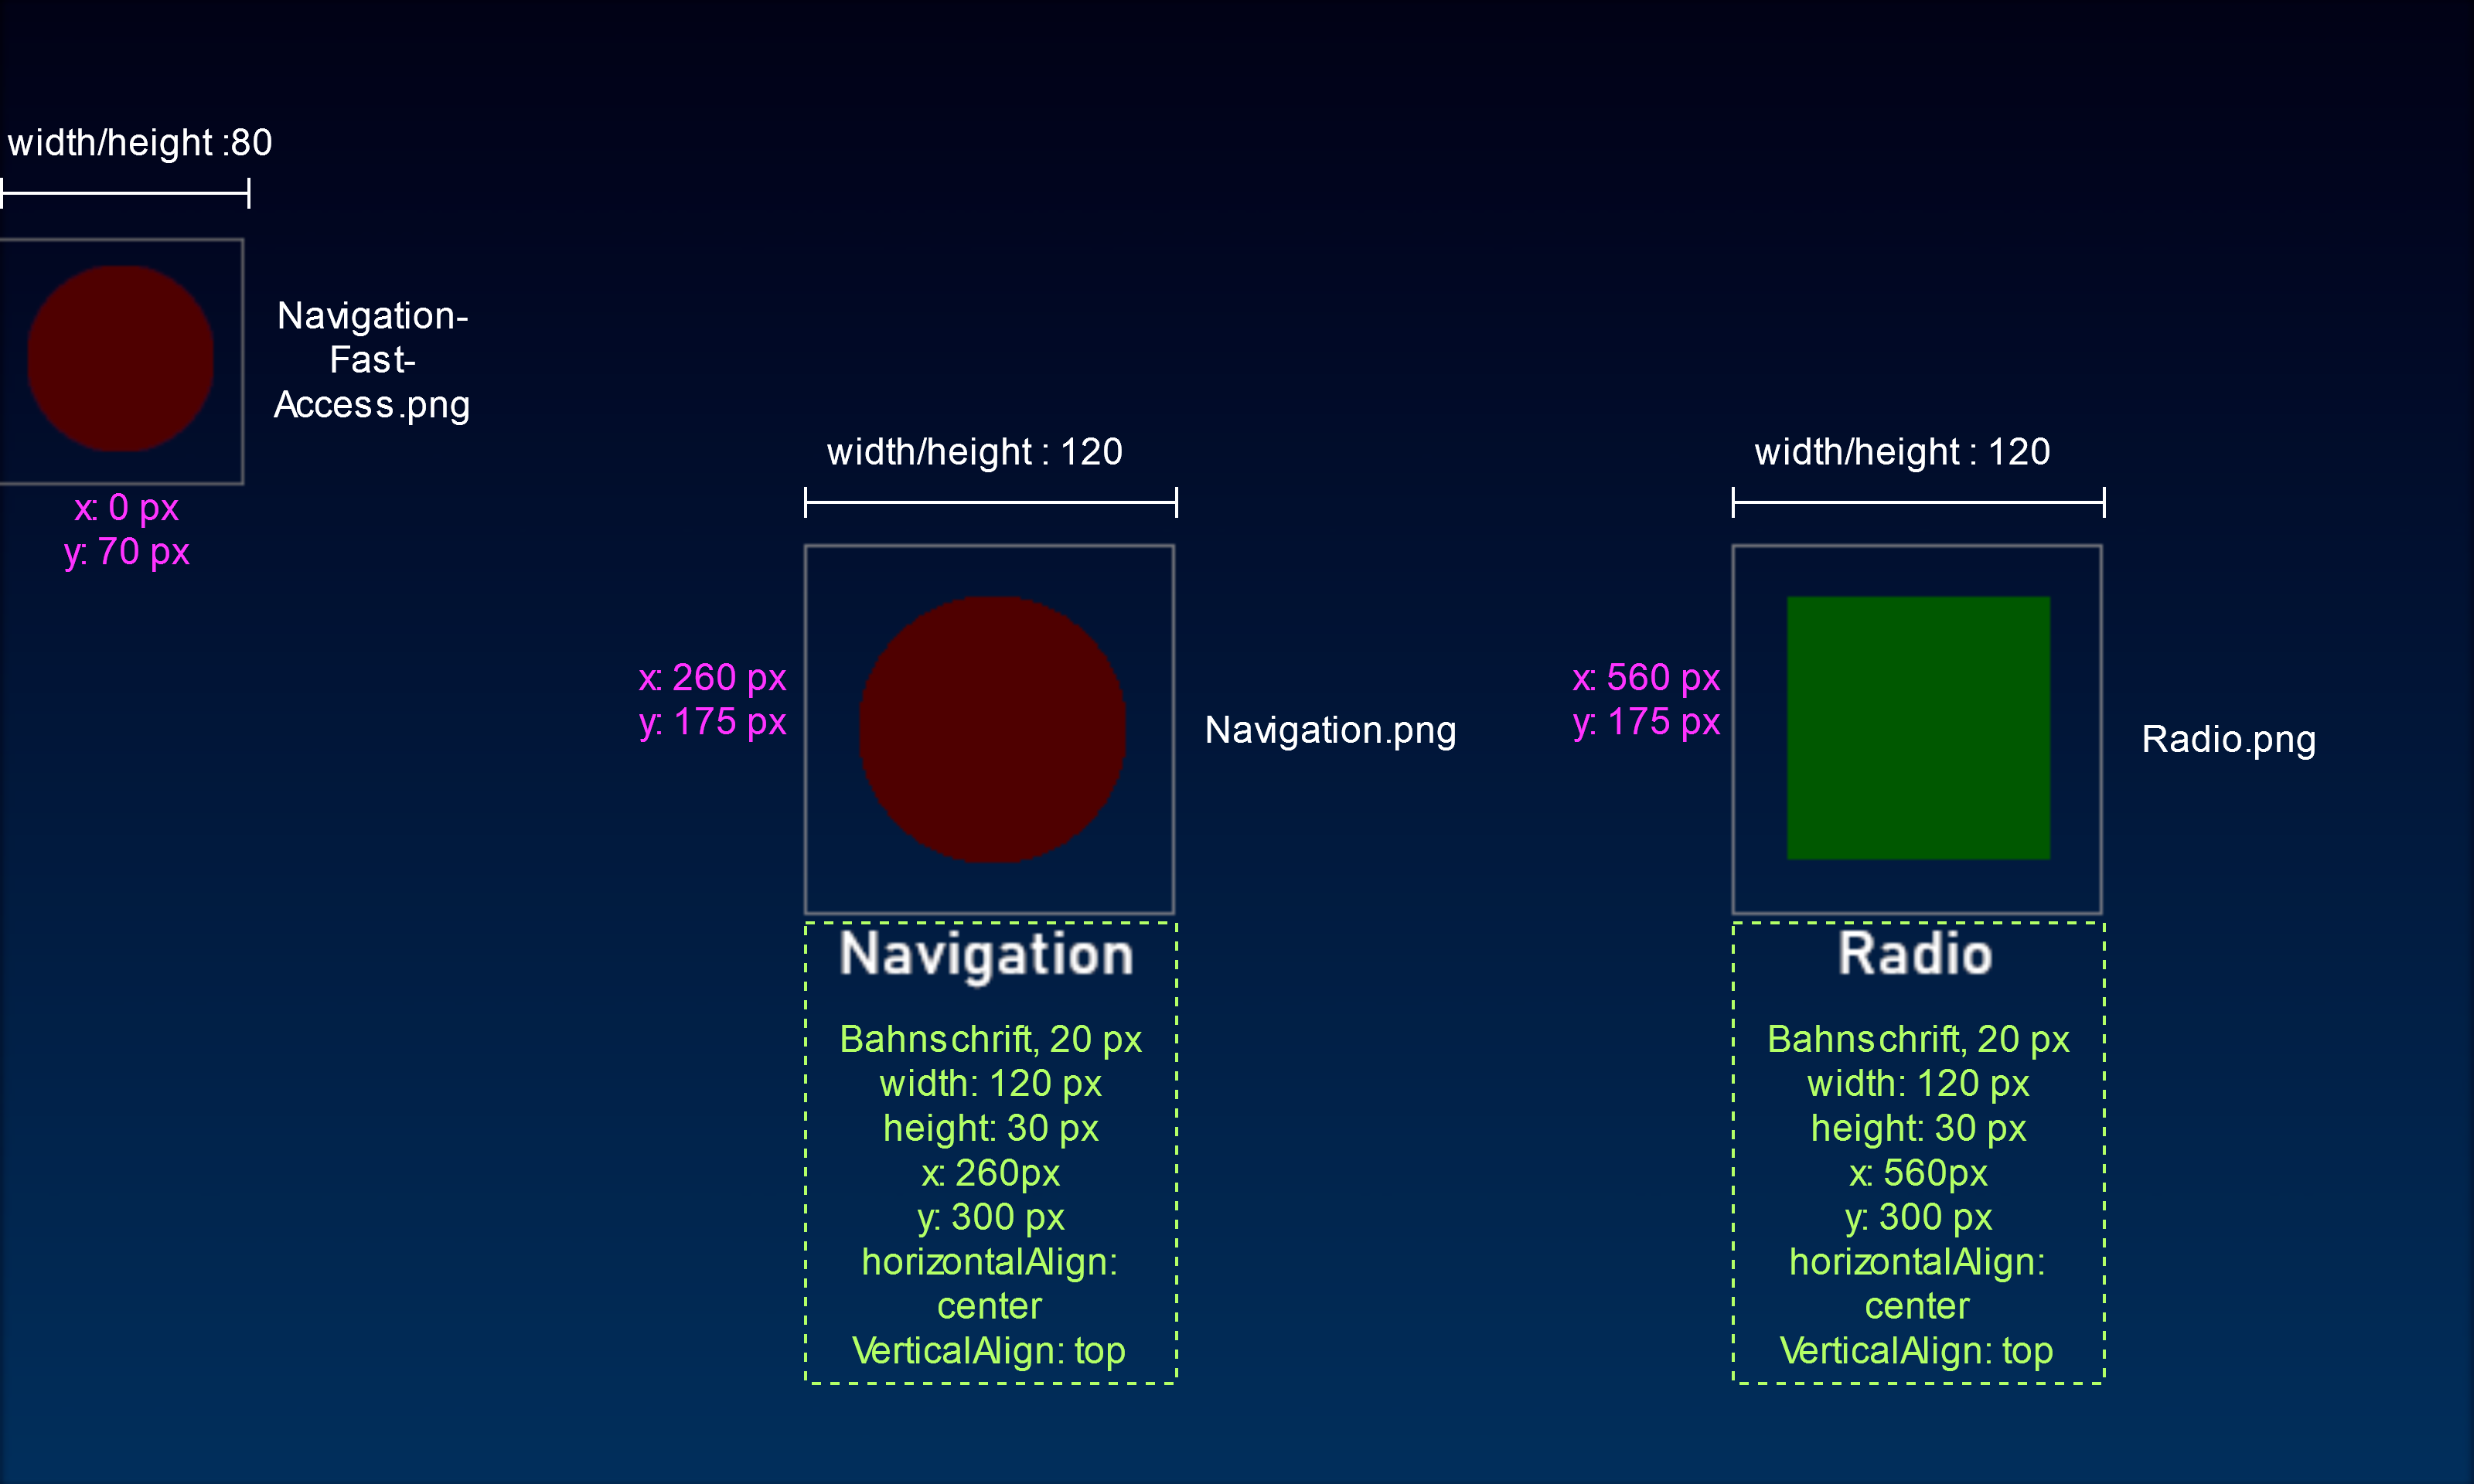 width/height :80
Navigation-
Fast-
Access.png
x: 0 px
y: 70 px
width/height : 120
x: 260 px
y: 175 px
Navigation.png
Navigation
Bahnschrift, 20 px
width: 120 px
height: 30 px
x: 260px
y: 300 px
horizontalAlign:
center
VerticalAlign: top
width/height : 120
x: 560 px
y: 175 px
Radio.png
Radio
Bahnschrift, 20 px
width: 120 px
height: 30 px
x: 560px
y: 300 px
horizontalAlign:
center
VerticalAlign: top